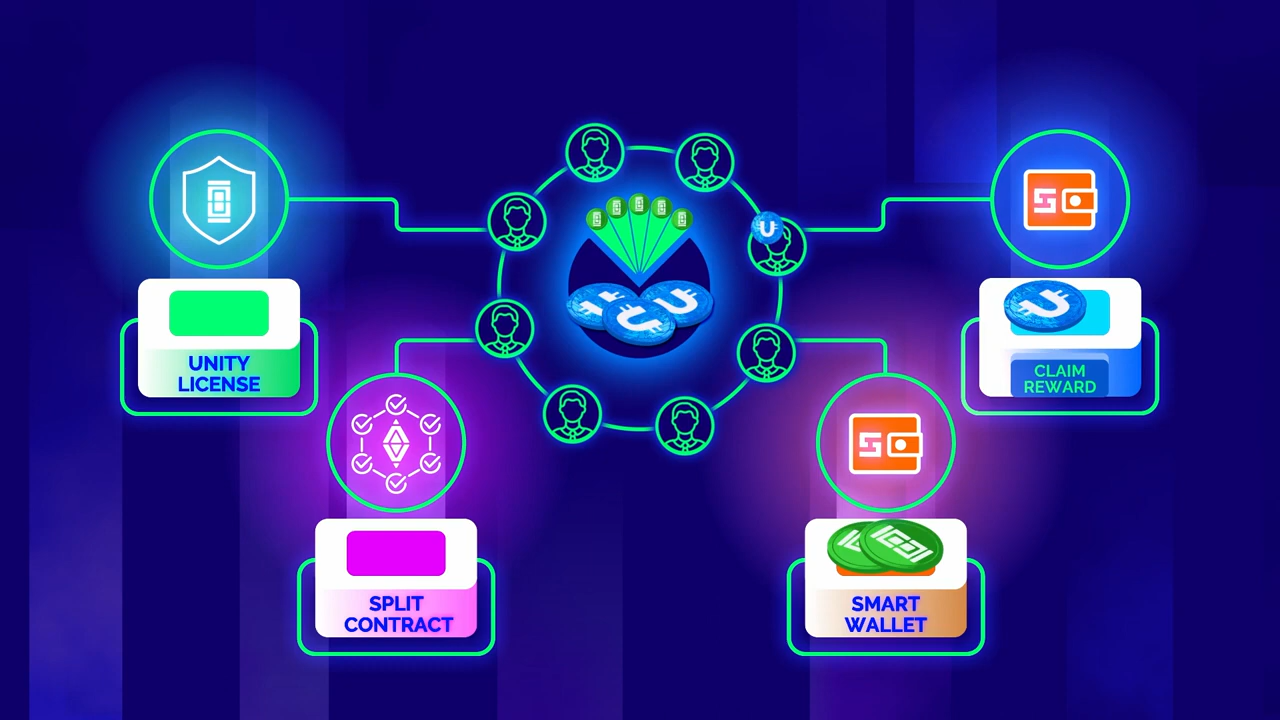 UNITY
LICENSE
CLAIM
REWARD
SPLIT
CONTRACT
SMART
WALLET